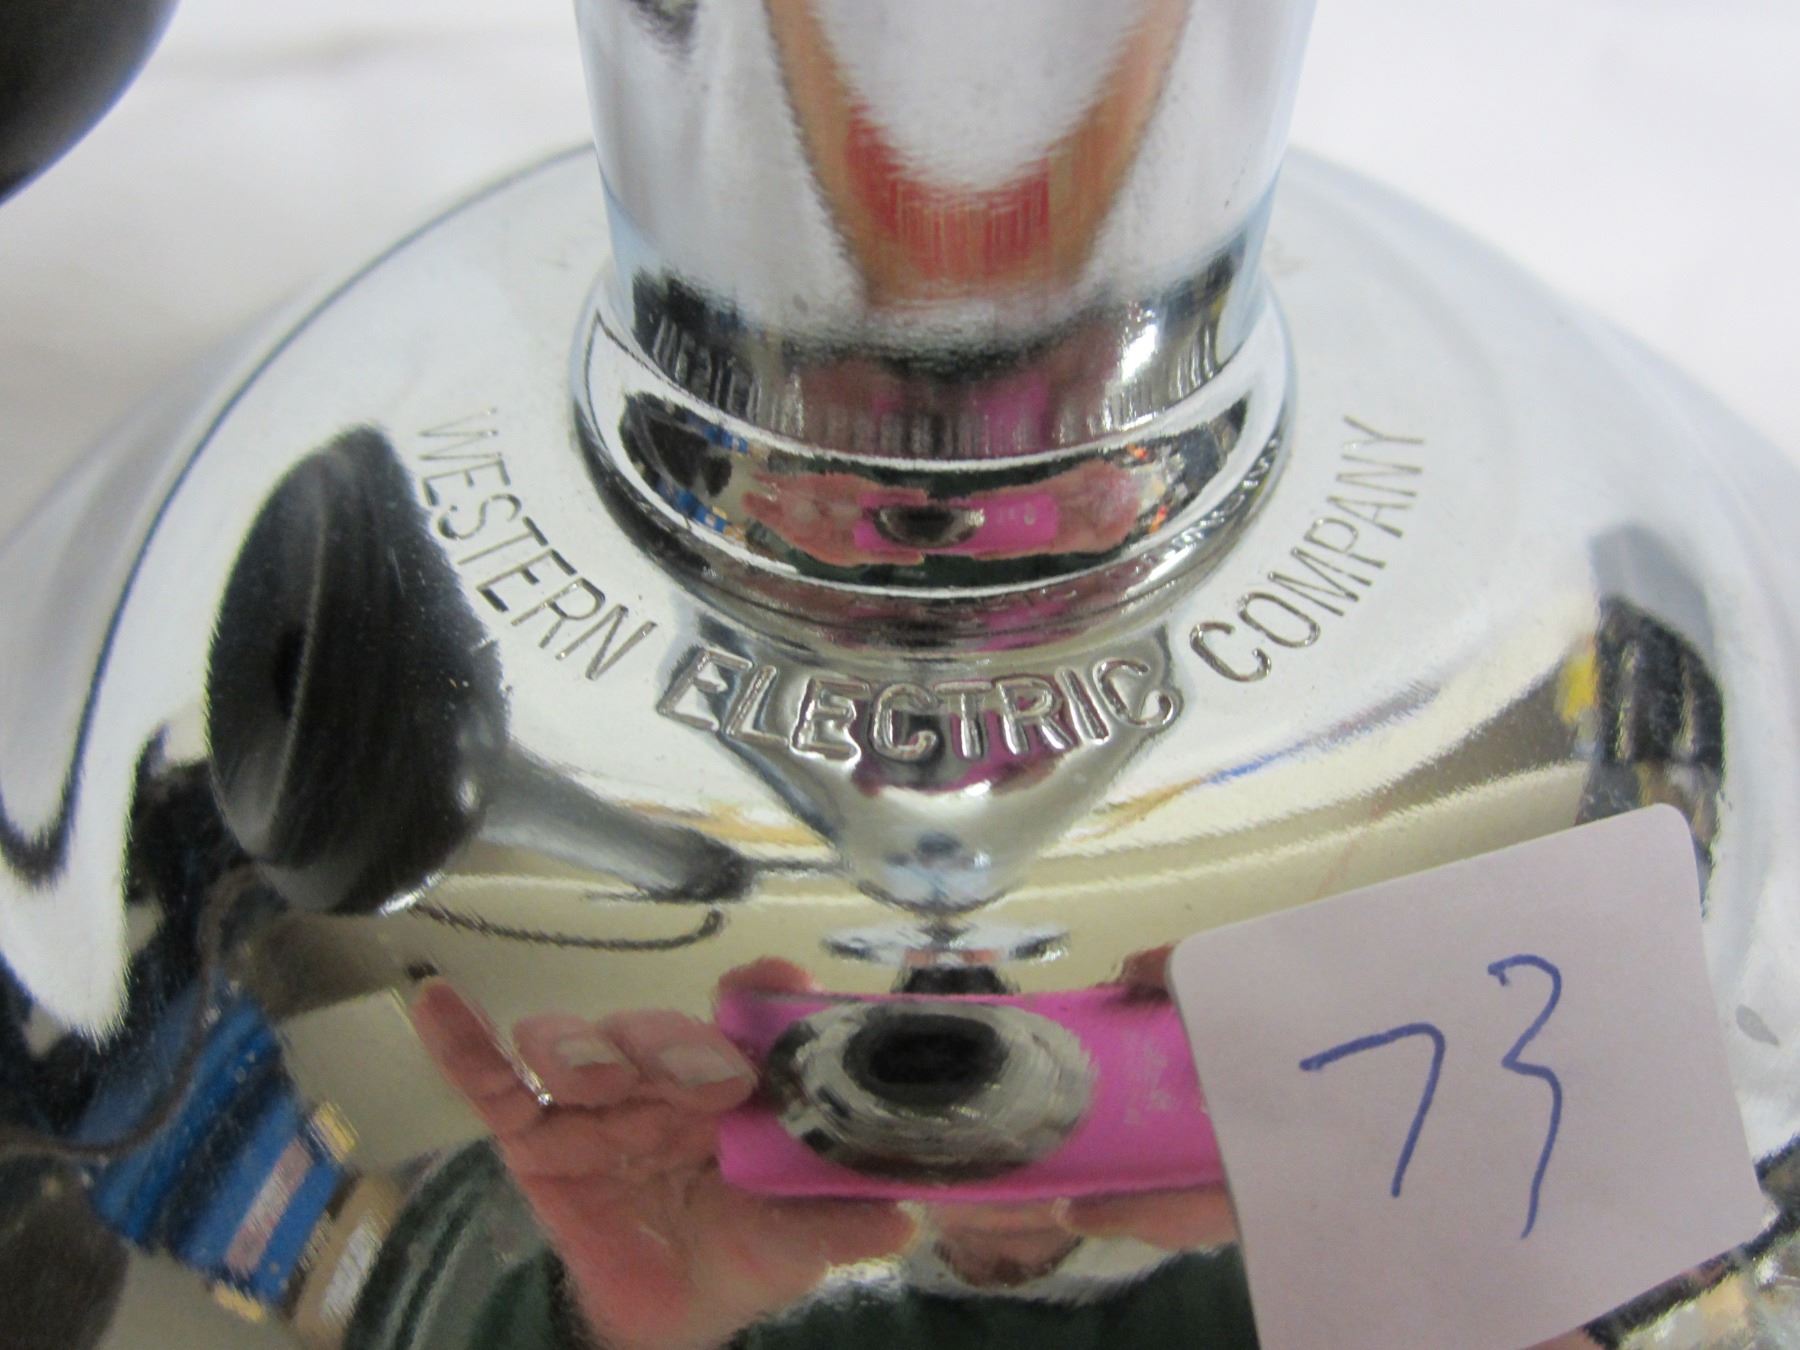 WESTERN ELECTRIC COMPANY
73